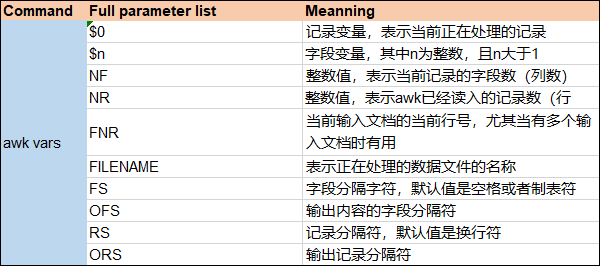 Command Full parameter list Meanning
awk vars
$0 记录变量，表示当前正在处理的记录
$n 字段变量，其中n为整数，且n大于1
NF 整数值，表示当前记录的字段数（列数）
NR 整数值，表示awk已经读入的记录数（行
FNR 当前输入文档的当前行号，尤其当有多个输
入文档时有用
FILENAME 表示正在处理的数据文件的名称
FS 字段分隔字符，默认值是空格或者制表符
OFS 输出内容的字段分隔符
RS 记录分隔符，默认值是换行符
ORS 输出记录分隔符